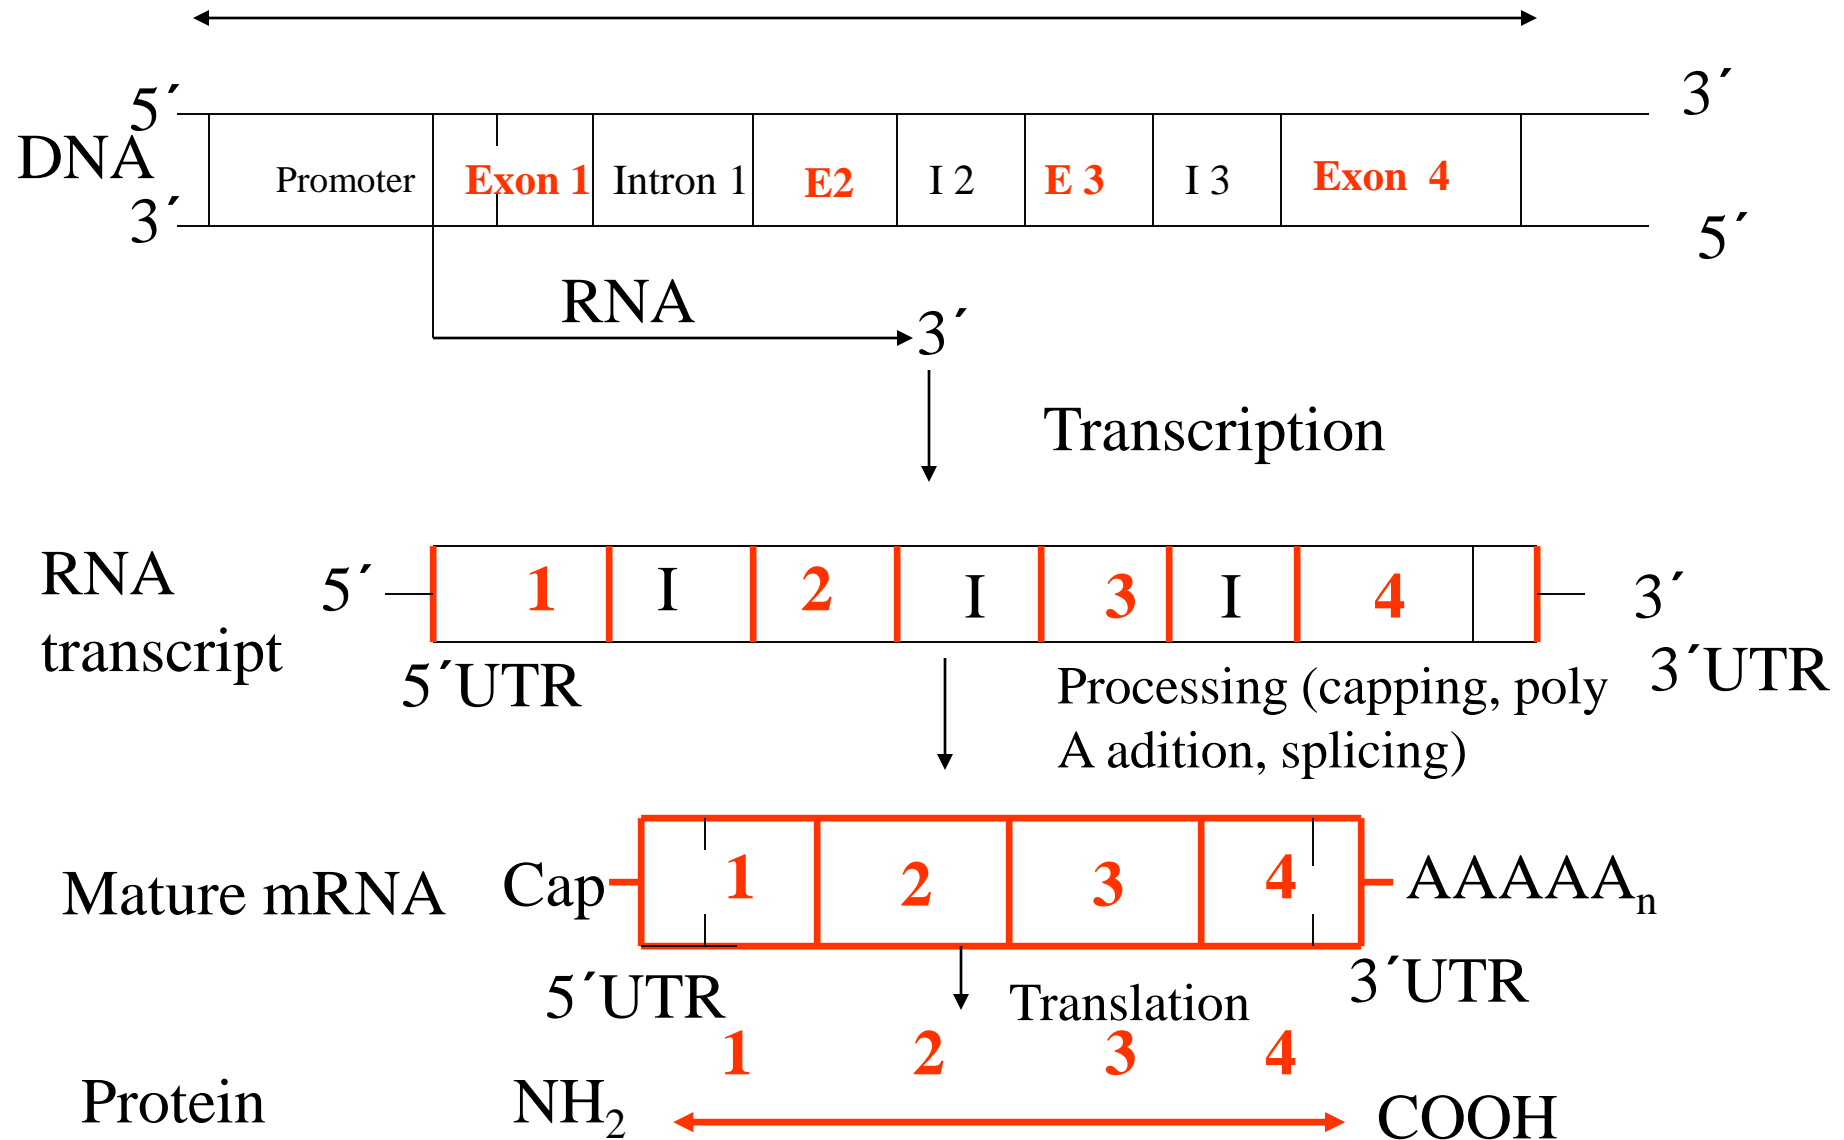 5´ 3´
DNA
Promoter Exon 1 Intron 1 E2 I 2 E 3 I 3 Exon 4
3´ 5´
RNA
3´
Transcription
RNA
transcript
5´ 1 I 2 I 3 I 4 3´
5´UTR 3´UTR
Processing (capping, poly
A adition, splicing)
Mature mRNA Cap 1 2 3 4 AAAAAn
5´UTR 3´UTR
Translation
1 2 3 4
Protein NH2 COOH